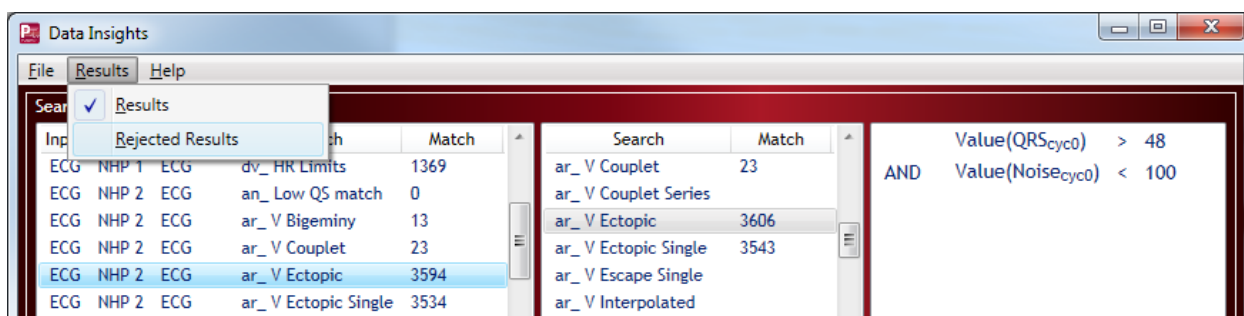 Data Insights
File Results Help
Sear
✓ Results
Rejected Results
Inp ch Match
ECG NHP 1 ECG dv_ HR Limits 1369
ECG NHP 2 ECG an_ Low QS match 0
ECG NHP 2 ECG ar_ V Bigeminy 13
ECG NHP 2 ECG ar_ V Couplet 23
ECG NHP 2 ECG ar_ V Ectopic 3594
ECG NHP 2 ECG ar_ V Ectopic Single 3534
Search Match
ar_ V Couplet 23
ar_ V Couplet Series
ar_ V Ectopic 3606
ar_ V Ectopic Single 3543
ar_ V Escape Single
ar_ V Interpolated
Value(QRScyc0) > 48
AND Value(Noisecyc0) < 100